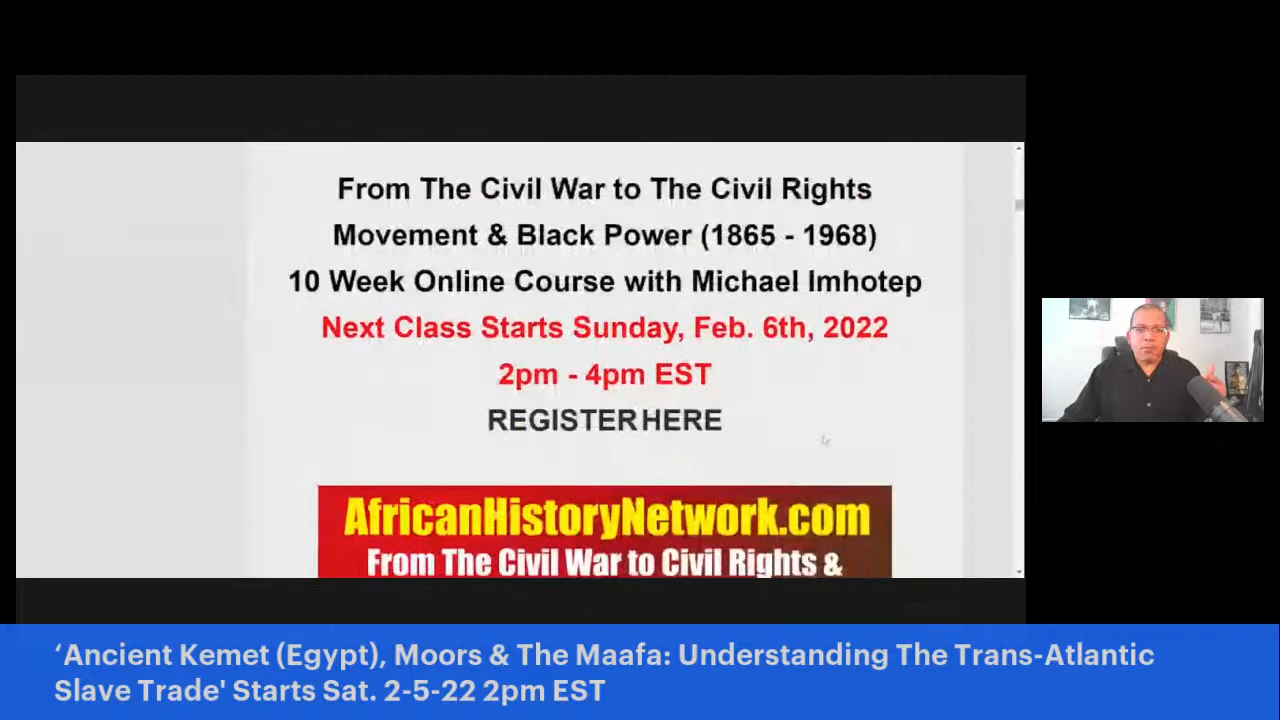 From The Civil War to The Civil Rights
Movement & Black Power (1865 - 1968)
10 Week Online Course with Michael Imhotep
Next Class Starts Sunday, Feb. 6th, 2022
2pm - 4pm EST
REGISTER HERE
AfricanHistoryNetwork.com
From The Civil War to Civil Rights &
‘Ancient Kemet (Egypt), Moors & The Maafa: Understanding The Trans-Atlantic
Slave Trade' Starts Sat. 2-5-22 2pm EST